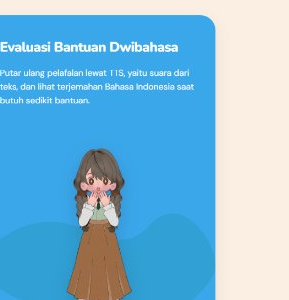 Evaluasi Bantuan Dwibahasa
Putar ulang pelafalan lewat TTS, yaitu suara dari
teks, dan lihat terjemahan Bahasa Indonesia saat
butuh sedikit bantuan.